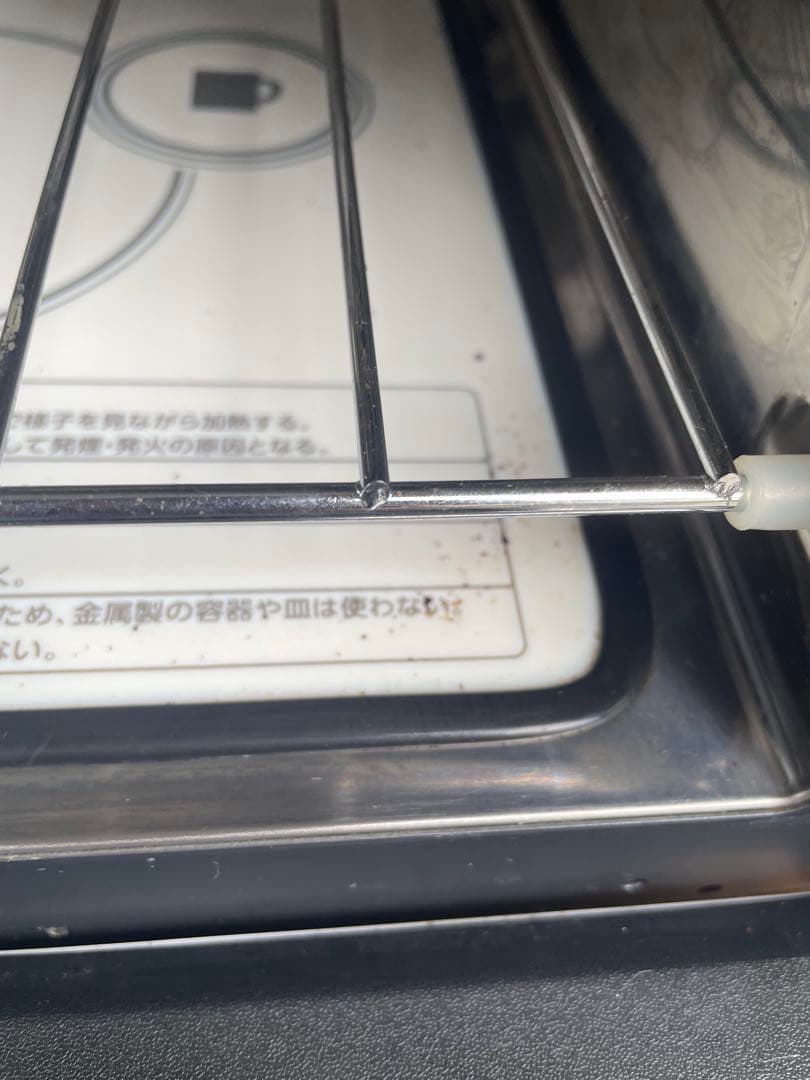 様子を見ながら加熱する。
して発煙・発火の原因となる。
く。
ため、金属製の容器や皿は使わない
ない。